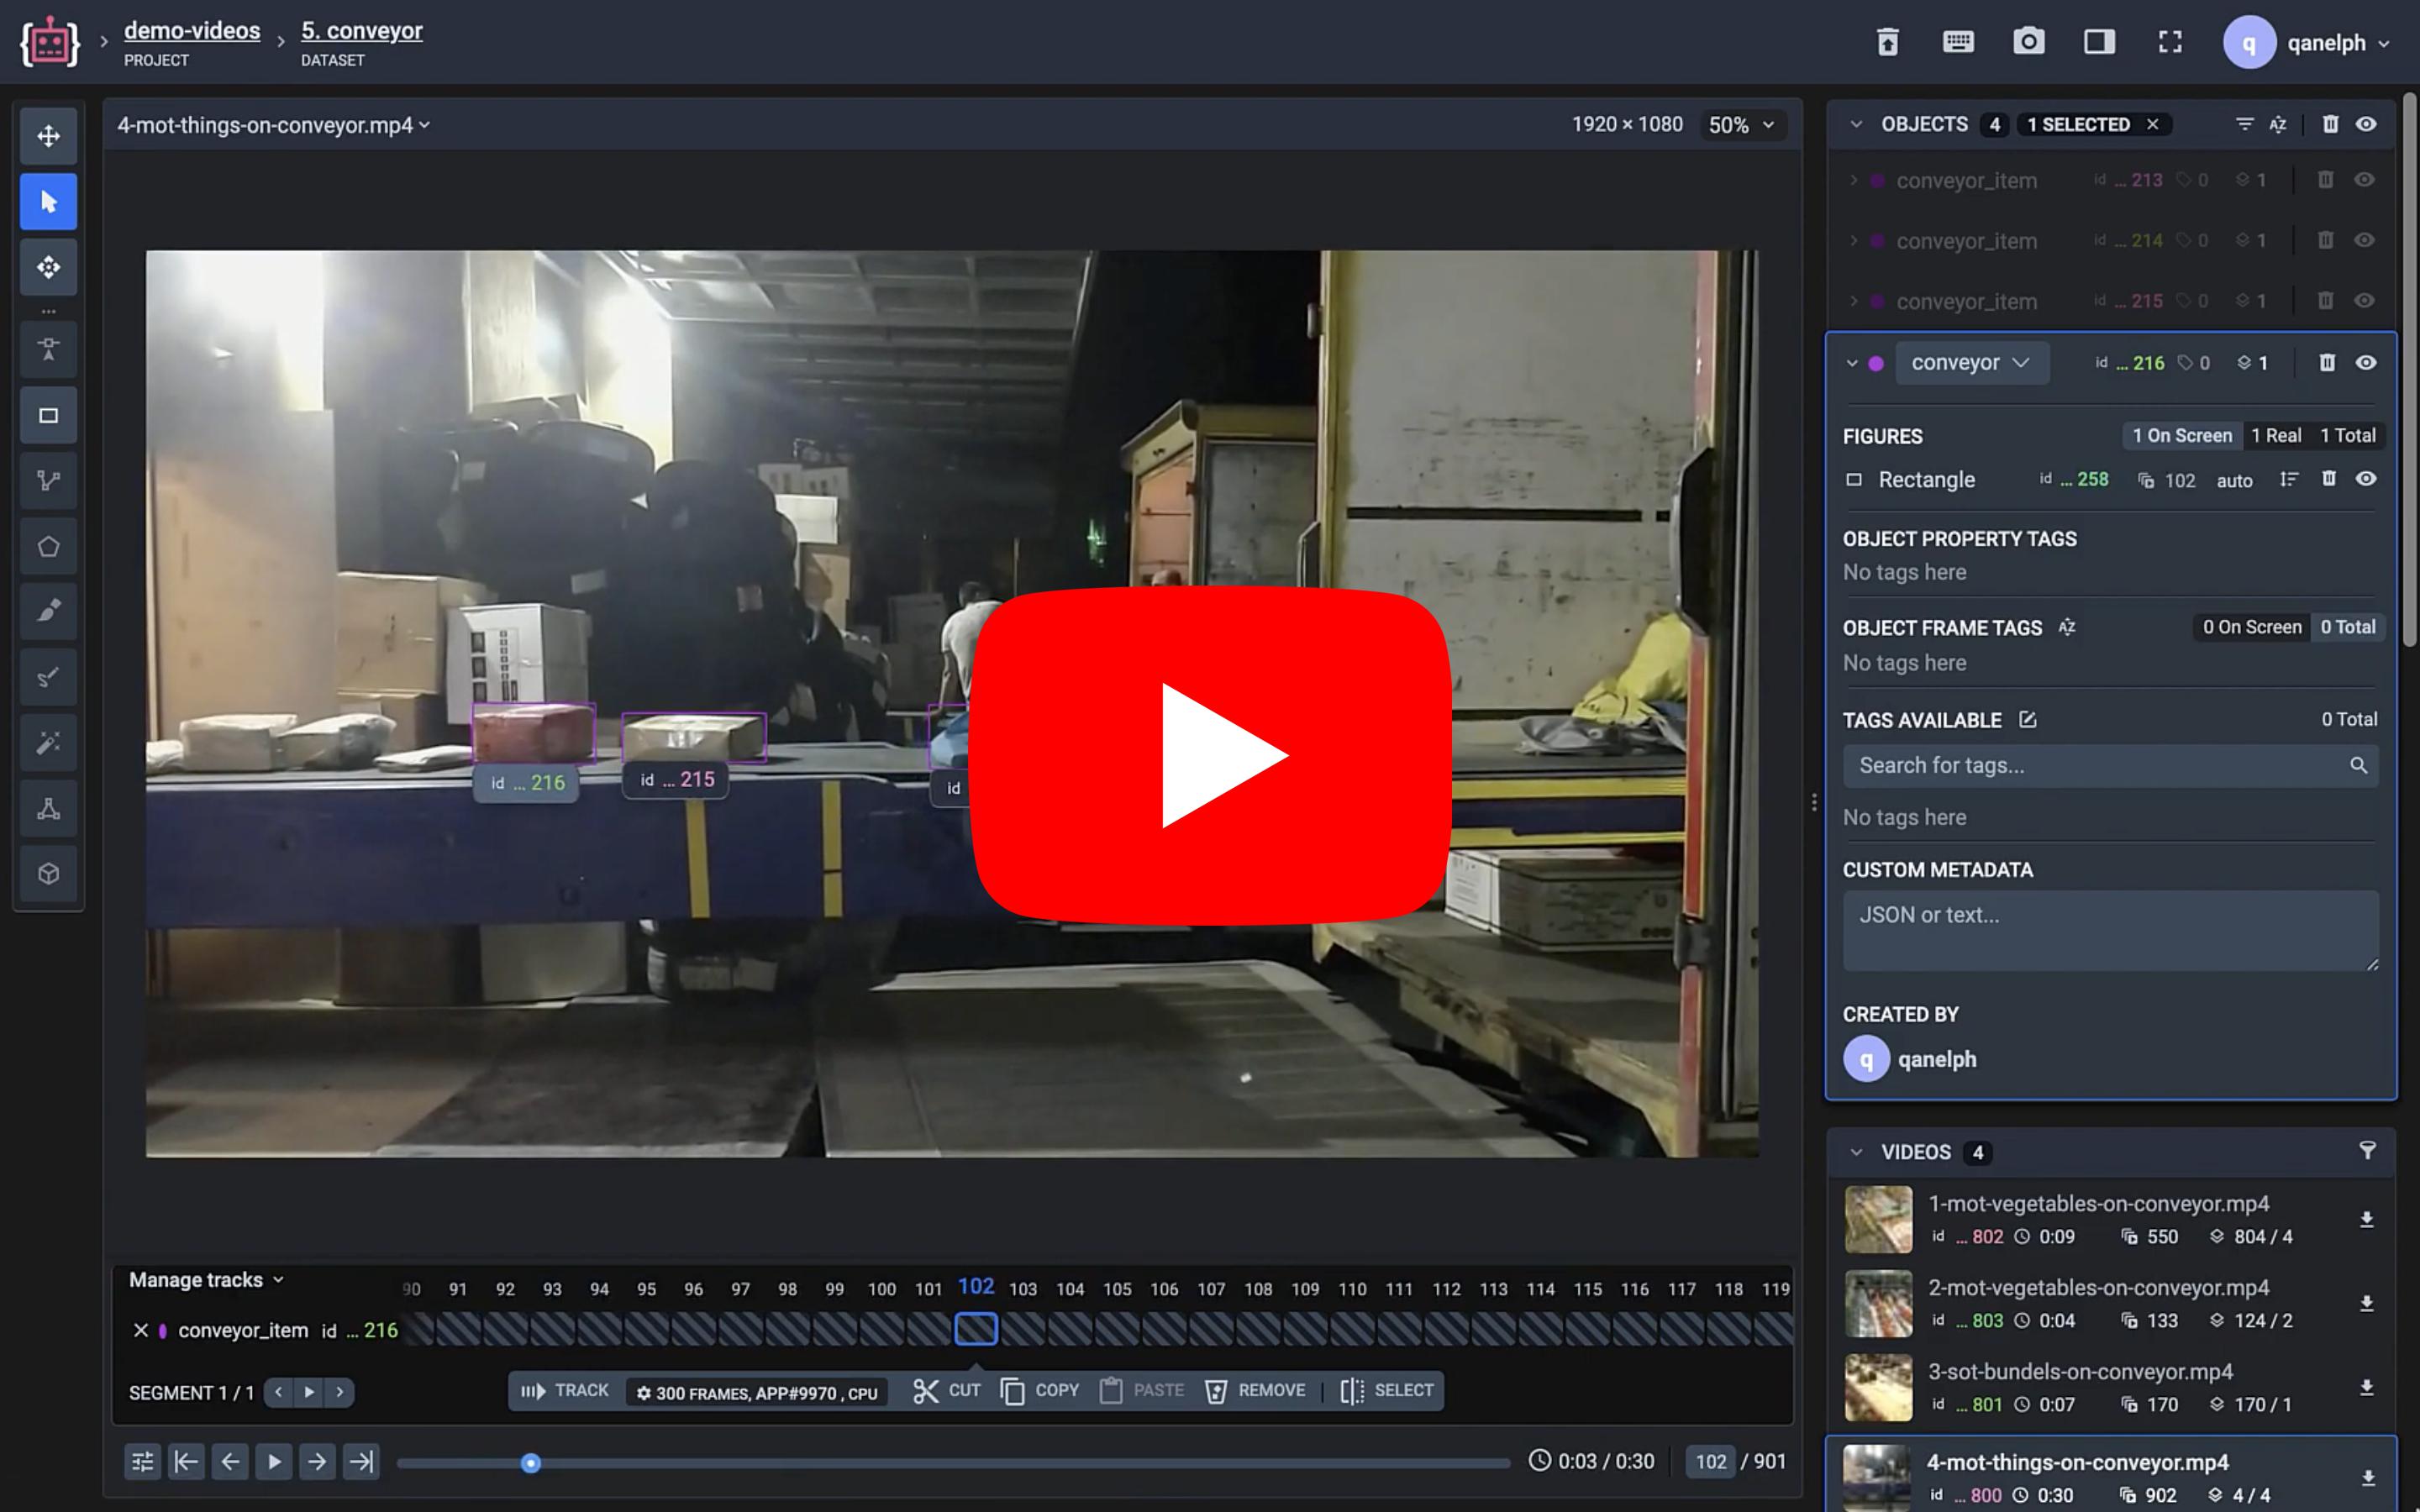 demo-videos
PROJECT
5. conveyor
DATASET
q
qanelph
4-mot-things-on-conveyor.mp4
1920 × 1080
50%
id ... 216
id ... 215
id
Manage tracks
90 91 92 93 94 95 96 97 98 99 100 101 102 103 104 105 106 107 108 109 110 111 112 113 114 115 116 117 118 119
conveyor_item id ... 216
SEGMENT 1 / 1
TRACK
300 FRAMES, APP#9970 , CPU
CUT
COPY
PASTE
REMOVE
SELECT
0:03 / 0:30
102 / 901
OBJECTS 4 1 SELECTED
conveyor_item id ... 213 0 1
conveyor_item id ... 214 0 1
conveyor_item id ... 215 0 1
conveyor id ... 216 0 1
FIGURES 1 On Screen 1 Real 1 Total
Rectangle id ... 258 102 auto
OBJECT PROPERTY TAGS
No tags here
OBJECT FRAME TAGS AZ 0 On Screen 0 Total
No tags here
TAGS AVAILABLE 0 Total
Search for tags...
No tags here
CUSTOM METADATA
JSON or text...
CREATED BY
q qanelph
VIDEOS 4
1-mot-vegetables-on-conveyor.mp4
id ... 802 0:09 550 804 / 4
2-mot-vegetables-on-conveyor.mp4
id ... 803 0:04 133 124 / 2
3-sot-bundels-on-conveyor.mp4
id ... 801 0:07 170 170 / 1
4-mot-things-on-conveyor.mp4
id ... 800 0:30 902 4 / 4